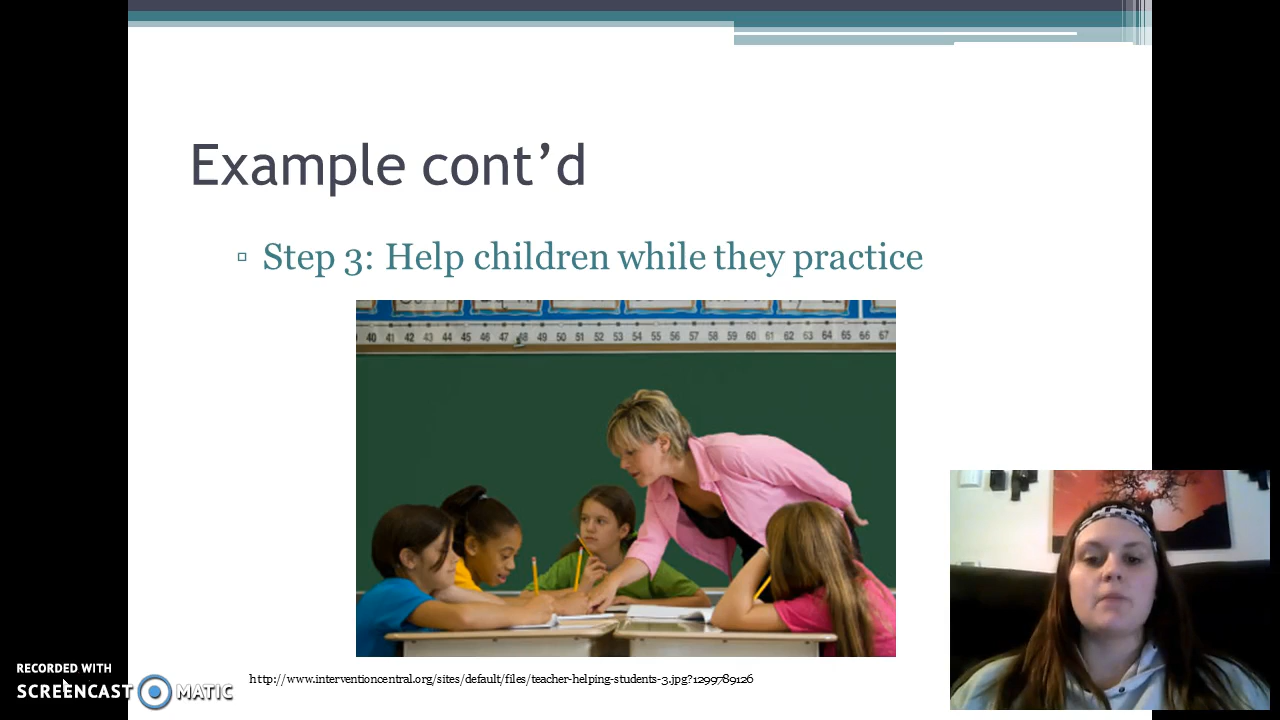 Example cont’d
▫ Step 3: Help children while they practice
40 41 42 43 44 45 46 47 48 49 50 51 52 53 54 55 56 57 58 59 60 61 62 63 64 65 66 67
http://www.interventioncentral.org/sites/default/files/teacher-helping-students-3.jpg?1299789126
RECORDED WITH
SCREENCAST MATIC